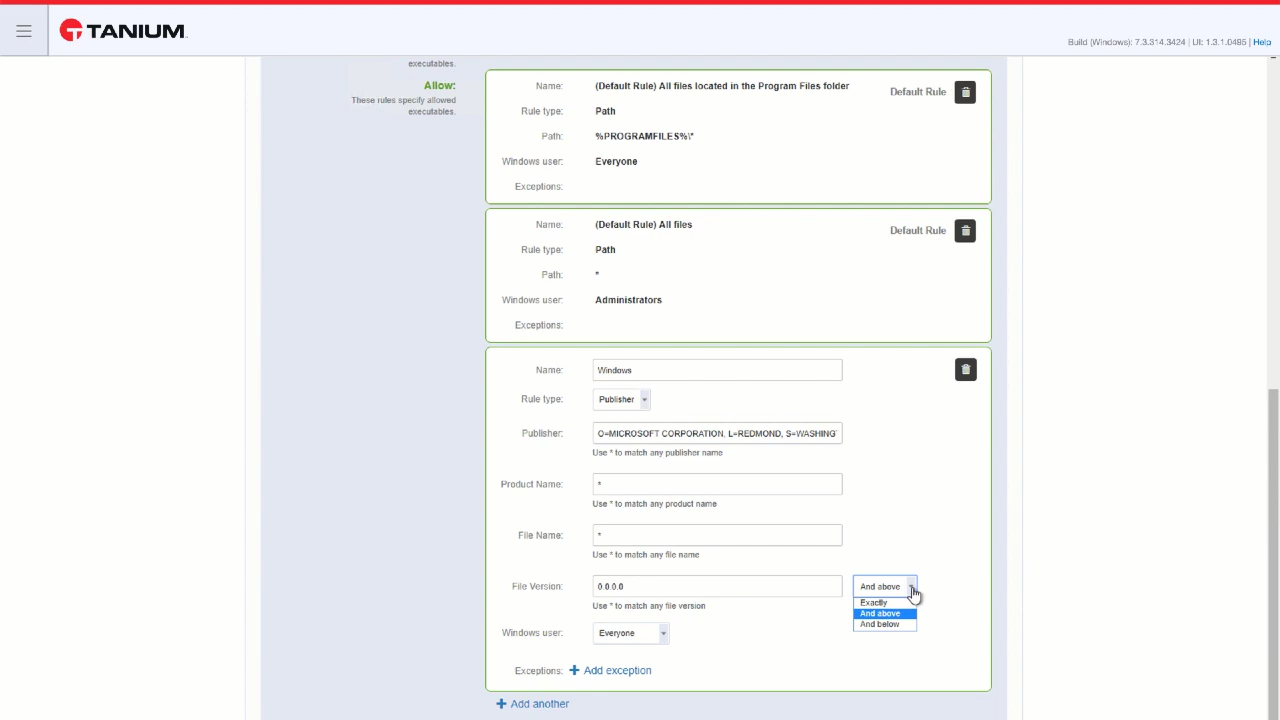 TANIUM
Build (Windows): 7.3.314.3424 | UI: 1.3.1.0485 | Help
executables.
Allow:
These rules specify allowed
executables.
Name: (Default Rule) All files located in the Program Files folder Default Rule
Rule type: Path
Path: %PROGRAMFILES%\*
Windows user: Everyone
Exceptions:
Name: (Default Rule) All files Default Rule
Rule type: Path
Path: *
Windows user: Administrators
Exceptions:
Name: Windows
Rule type: Publisher
Publisher: O=MICROSOFT CORPORATION, L=REDMOND, S=WASHING
Use * to match any publisher name
Product Name: *
Use * to match any product name
File Name: *
Use * to match any file name
File Version: 0.0.0.0 And above
Exactly
Use * to match any file version
And above
And below
Windows user: Everyone
Exceptions: + Add exception
+ Add another